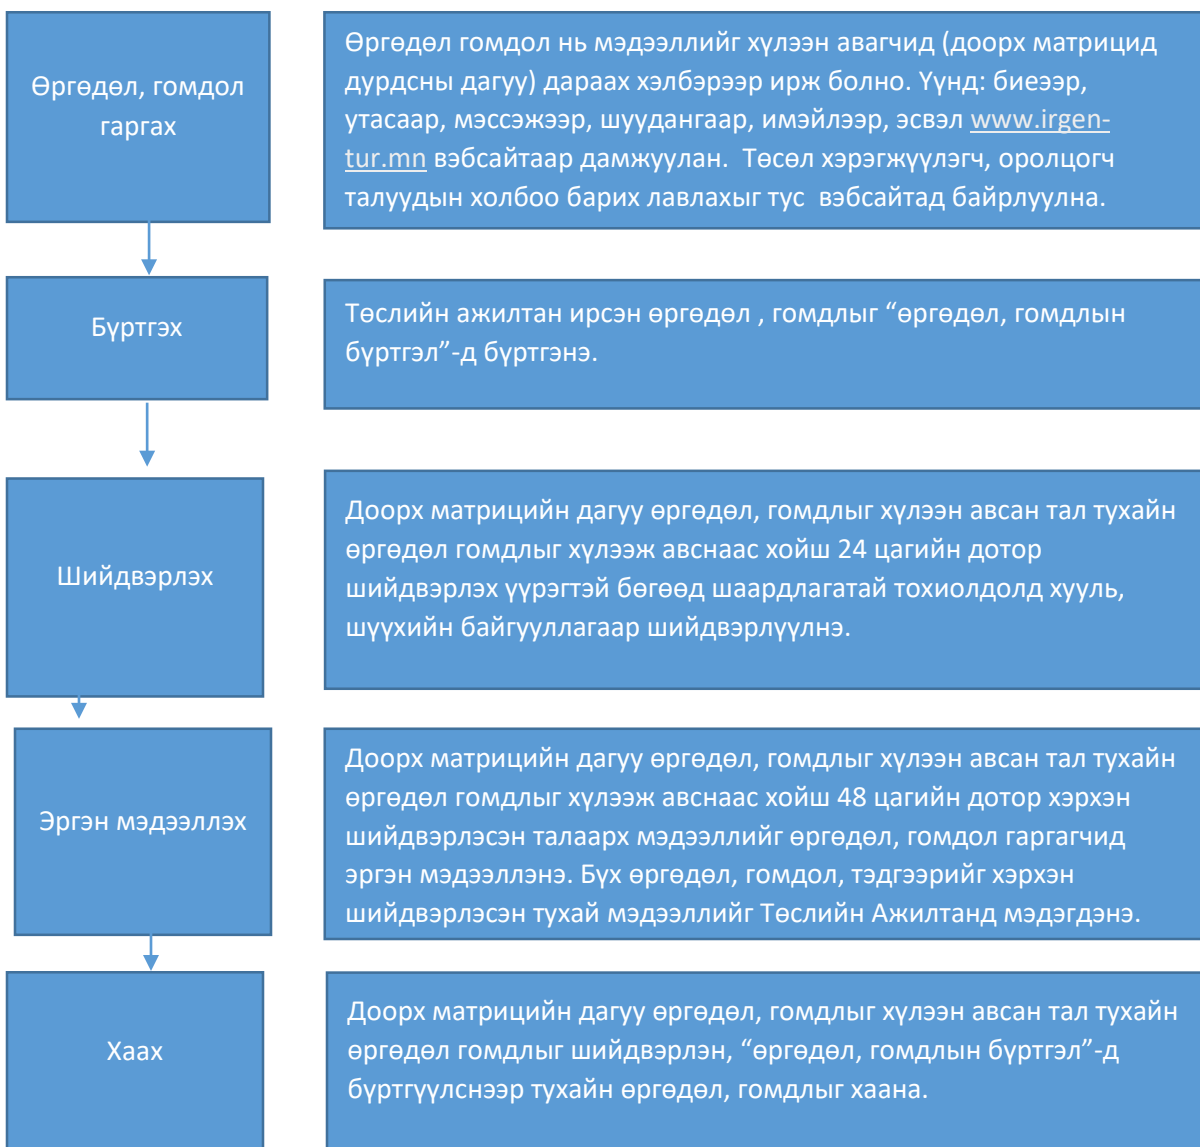 Өргөдөл, гомдол
гаргах
Өргөдөл гомдол нь мэдээллийг хүлээн авагчид (доорх матрицид
дурдсны дагуу) дараах хэлбэрээр ирж болно. Үүнд: биеэр,
утасаар, мэссэжээр, шуудангаар, имэйлээр, эсвэл www.irgen-
tur.mn вэбсайтаар дамжуулан. Төсөл хэрэгжүүлэгч, оролцогч
талуудын холбоо барих лавлахыг тус вэбсайтад байрлуулна.
Бүртгэх
Төслийн ажилтан ирсэн өргөдөл , гомдлыг “өргөдөл, гомдлын
бүртгэл”-д бүртгэнэ.
Шийдвэрлэх
Доорх матрицийн дагуу өргөдөл, гомдлыг хүлээн авсан тал тухайн
өргөдөл гомдлыг хүлээж авснаас хойш 24 цагийн дотор
шийдвэрлэх үүрэгтэй бөгөөд шаардлагатай тохиолдолд хууль,
шүүхийн байгууллагаар шийдвэрлүүлнэ.
Эргэн мэдээллэх
Доорх матрицийн дагуу өргөдөл, гомдлыг хүлээн авсан тал тухайн
өргөдөл гомдлыг хүлээж авснаас хойш 48 цагийн дотор хэрхэн
шийдвэрлэсэн талаарх мэдээллийг өргөдөл, гомдол гаргагчид
эргэн мэдээллэнэ. Бүх өргөдөл, гомдол, тэдгээрийг хэрхэн
шийдвэрлэсэн тухай мэдээллийг Төслийн Ажилтанд мэдэгдэнэ.
Хаах
Доорх матрицийн дагуу өргөдөл, гомдлыг хүлээн авсан тал тухайн
өргөдөл гомдлыг шийдвэрлэн, “өргөдөл, гомдлын бүртгэл”-д
бүртгүүлснээр тухайн өргөдөл, гомдлыг хаана.